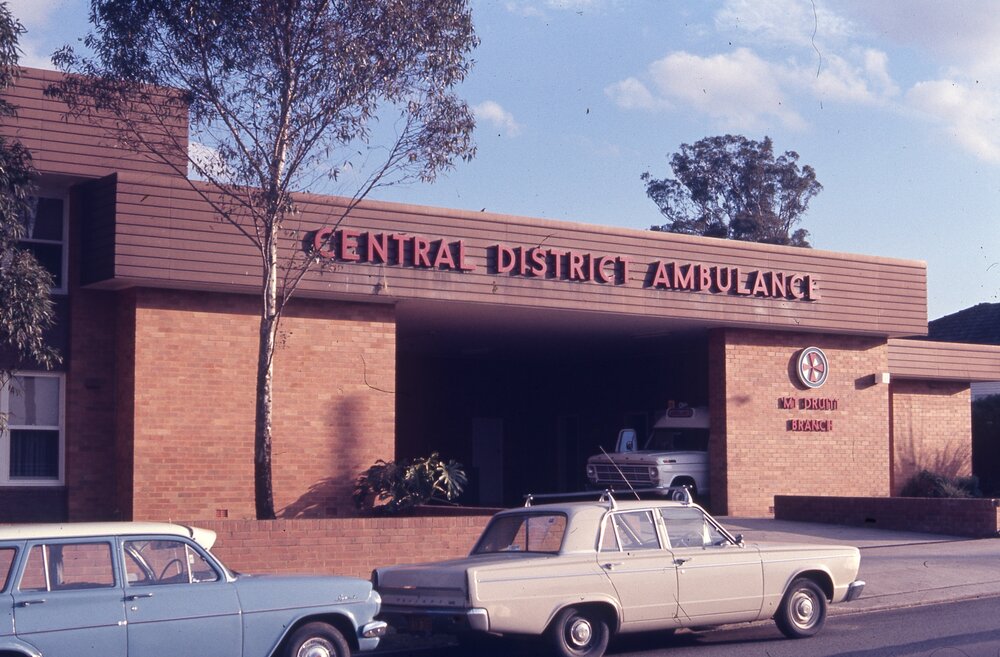 CENTRAL DISTRICT AMBULANCE
MT DRUITT
BRANCH